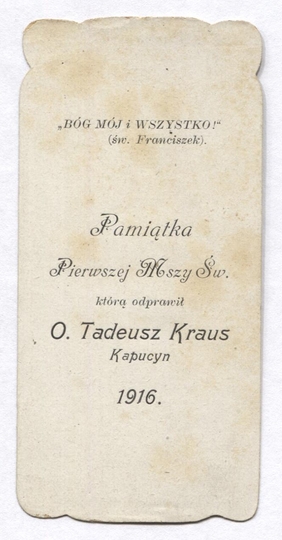 „BÓG MÓJ i WSZYSTKO!“
(św. Franciszek).
Pamiątka
Pierwszej Mszy Św.
którą odprawił
O. Tadeusz Kraus
Kapucyn
1916.